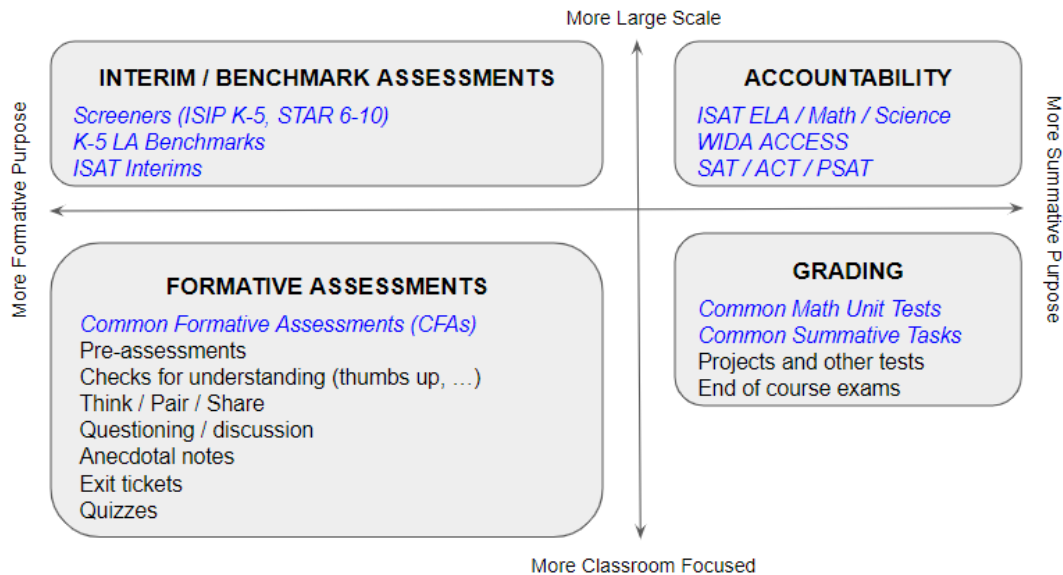 More Large Scale
INTERIM / BENCHMARK ASSESSMENTS
Screeners (ISIP K-5, STAR 6-10)
K-5 LA Benchmarks
ISAT Interims
ACCOUNTABILITY
ISAT ELA / Math / Science
WIDA ACCESS
SAT / ACT / PSAT
More Formative Purpose
More Summative Purpose
FORMATIVE ASSESSMENTS
Common Formative Assessments (CFAs)
Pre-assessments
Checks for understanding (thumbs up, …)
Think / Pair / Share
Questioning / discussion
Anecdotal notes
Exit tickets
Quizzes
GRADING
Common Math Unit Tests
Common Summative Tasks
Projects and other tests
End of course exams
More Classroom Focused